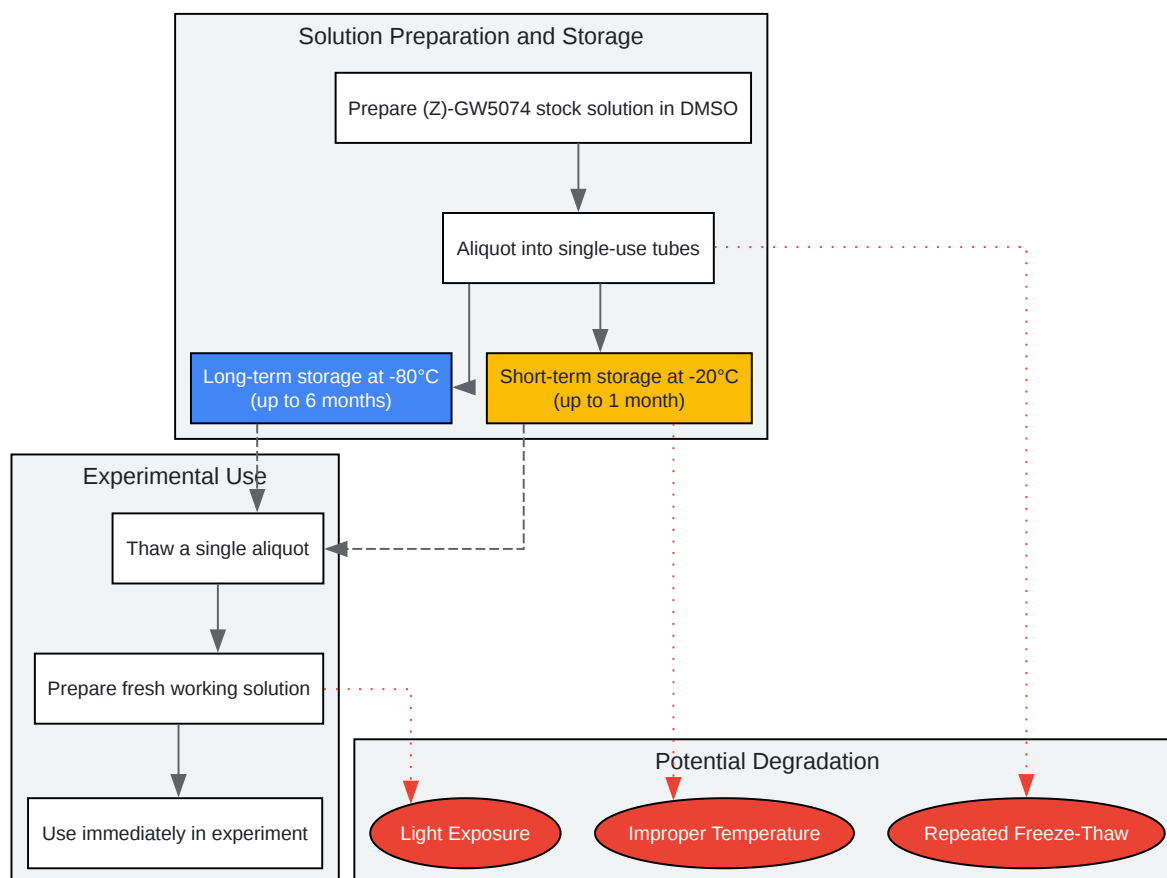 Solution Preparation and Storage
Prepare (Z)-GW5074 stock solution in DMSO
Aliquot into single-use tubes
Long-term storage at -80°C
(up to 6 months)
Short-term storage at -20°C
(up to 1 month)
Experimental Use
Thaw a single aliquot
Prepare fresh working solution
Use immediately in experiment
Potential Degradation
Light Exposure
Improper Temperature
Repeated Freeze-Thaw